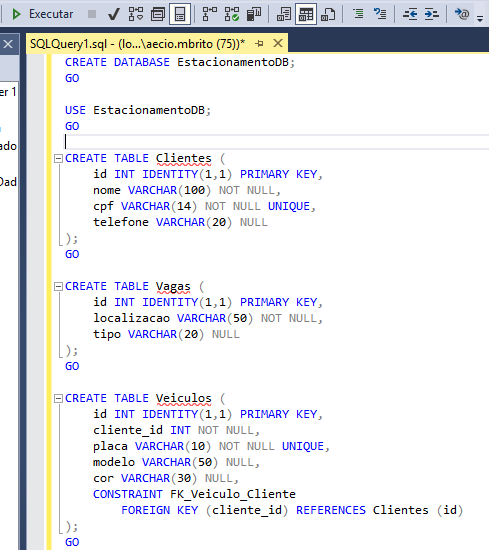 Executar
SQLQuery1.sql - (lo...\aecio.mbrito (75))*
er 1
ado
Dad
CREATE DATABASE EstacionamentoDB;
GO
USE EstacionamentoDB;
GO
CREATE TABLE Clientes (
id INT IDENTITY(1,1) PRIMARY KEY,
nome VARCHAR(100) NOT NULL,
cpf VARCHAR(14) NOT NULL UNIQUE,
telefone VARCHAR(20) NULL
);
GO
CREATE TABLE Vagas (
id INT IDENTITY(1,1) PRIMARY KEY,
localizacao VARCHAR(50) NOT NULL,
tipo VARCHAR(20) NULL
);
GO
CREATE TABLE Veiculos (
id INT IDENTITY(1,1) PRIMARY KEY,
cliente_id INT NOT NULL,
placa VARCHAR(10) NOT NULL UNIQUE,
modelo VARCHAR(50) NULL,
cor VARCHAR(30) NULL,
CONSTRAINT FK_Veiculo_Cliente
FOREIGN KEY (cliente_id) REFERENCES Clientes (id)
);
GO